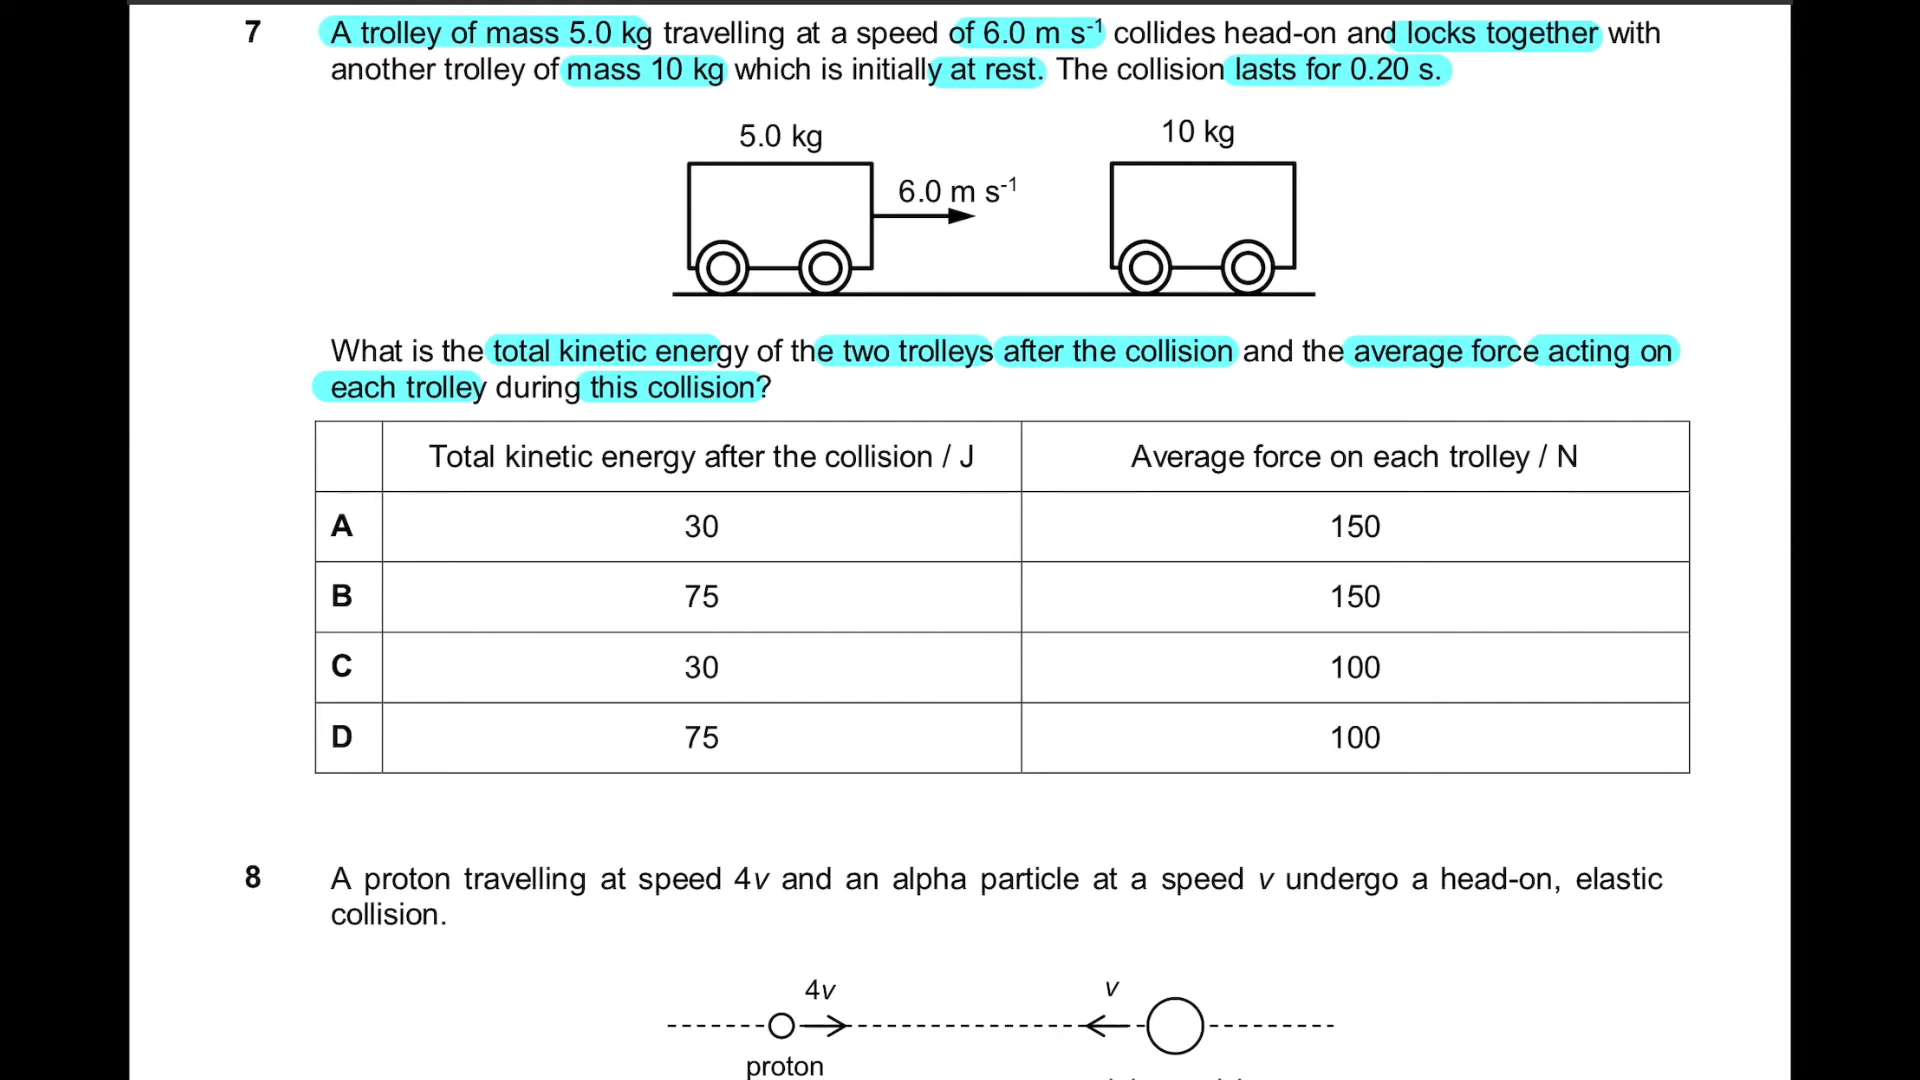 7 A trolley of mass 5.0 kg travelling at a speed of 6.0 m s⁻¹ collides head-on and locks together with
another trolley of mass 10 kg which is initially at rest. The collision lasts for 0.20 s.
5.0 kg
10 kg
6.0 m s⁻¹
What is the total kinetic energy of the two trolleys after the collision and the average force acting on
each trolley during this collision?
Total kinetic energy after the collision / J Average force on each trolley / N
A 30 150
B 75 150
C 30 100
D 75 100
8 A proton travelling at speed 4v and an alpha particle at a speed v undergo a head-on, elastic
collision.
4v v
proton